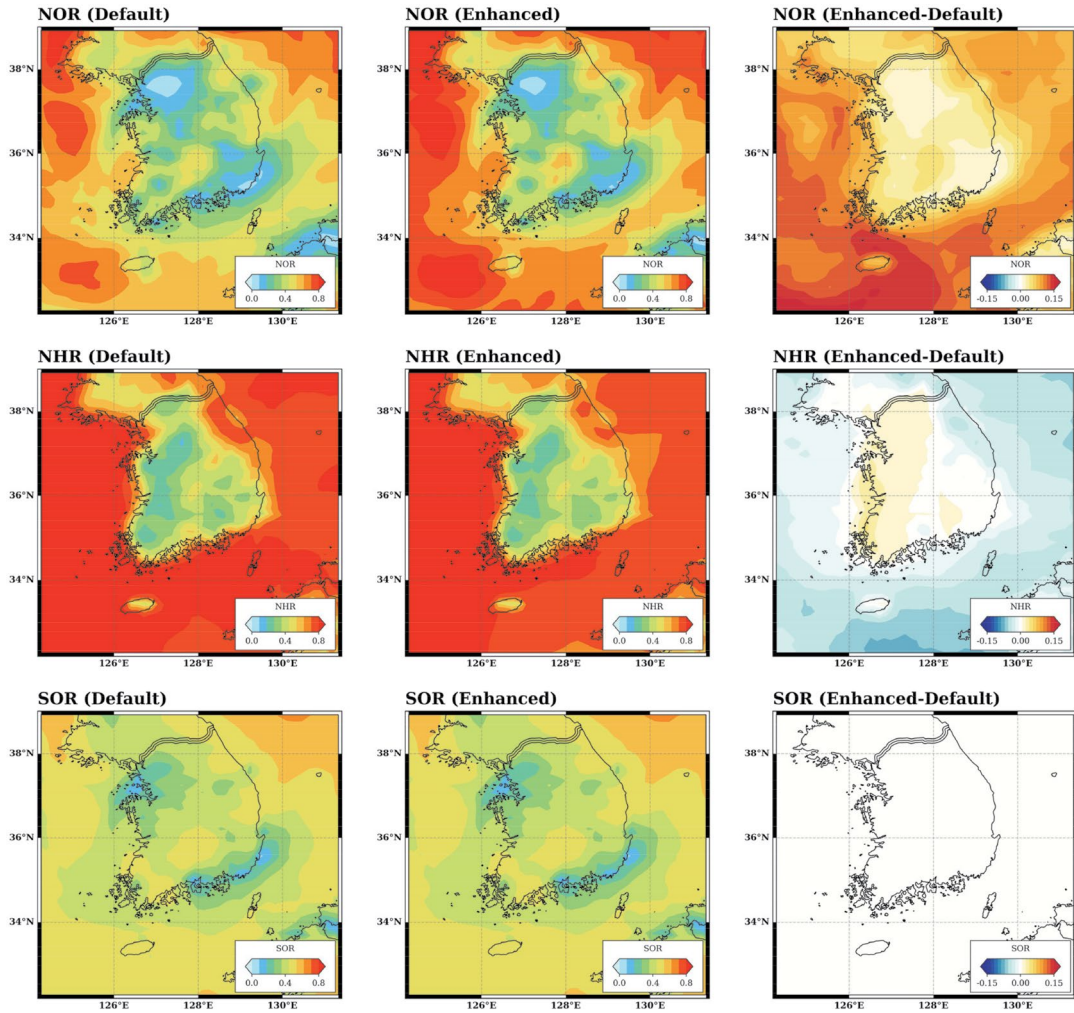 NOR (Default)
NOR (Enhanced)
NOR (Enhanced-Default)
38°N
36°N
34°N
126°E
128°E
130°E
NOR
0.0
0.4
0.8
38°N
36°N
34°N
126°E
128°E
130°E
NOR
0.0
0.4
0.8
38°N
36°N
34°N
126°E
128°E
130°E
NOR
-0.15
0.00
0.15
NHR (Default)
NHR (Enhanced)
NHR (Enhanced-Default)
38°N
36°N
34°N
126°E
128°E
130°E
NHR
0.0
0.4
0.8
38°N
36°N
34°N
126°E
128°E
130°E
NHR
0.0
0.4
0.8
38°N
36°N
34°N
126°E
128°E
130°E
NHR
-0.15
0.00
0.15
SOR (Default)
SOR (Enhanced)
SOR (Enhanced-Default)
38°N
36°N
34°N
126°E
128°E
130°E
SOR
0.0
0.4
0.8
38°N
36°N
34°N
126°E
128°E
130°E
SOR
0.0
0.4
0.8
38°N
36°N
34°N
126°E
128°E
130°E
SOR
-0.15
0.00
0.15